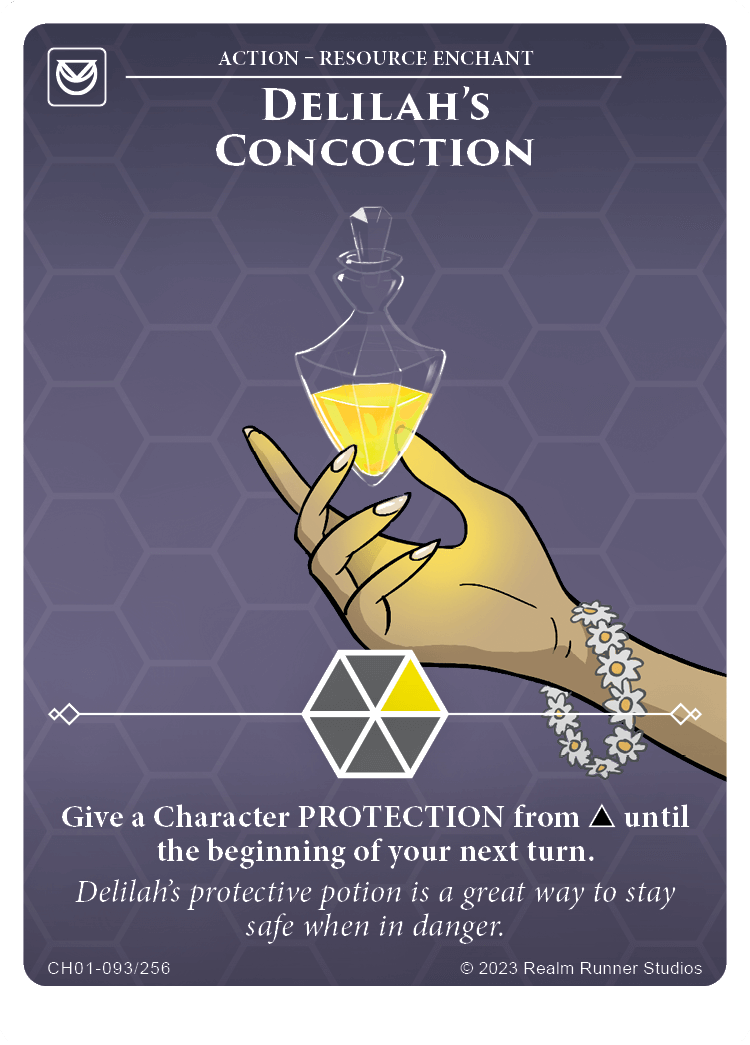 ACTION – RESOURCE ENCHANT
DELILAH'S
CONCOCTION
Give a Character PROTECTION from ▲ until
the beginning of your next turn.
Delilah's protective potion is a great way to stay
safe when in danger.
CH01-093/256
© 2023 Realm Runner Studios